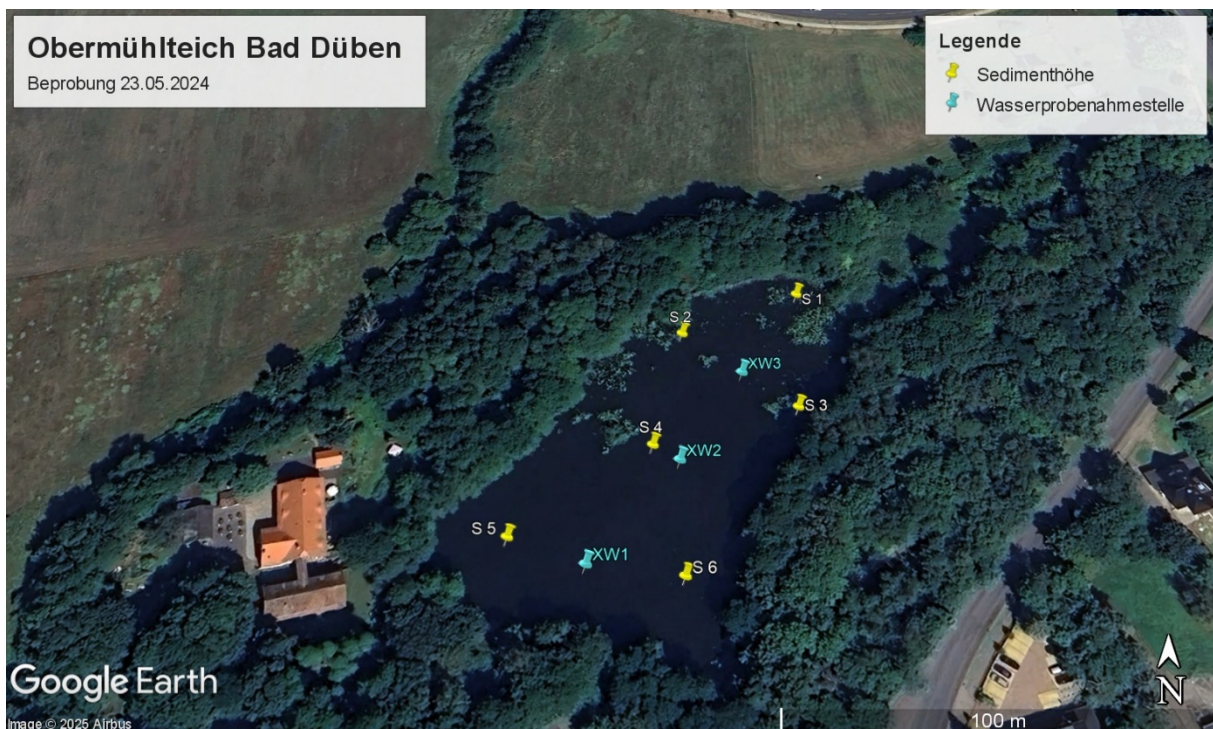 Obermühlteich Bad Düben
Beprobung 23.05.2024
Legende
Sedimenthöhe
Wasserprobenahmestelle
S 1
S 2
XW3
S 3
S 4
XW2
S 5
XW1
S 6
Google Earth
N
Image © 2025 Airbus
100 m